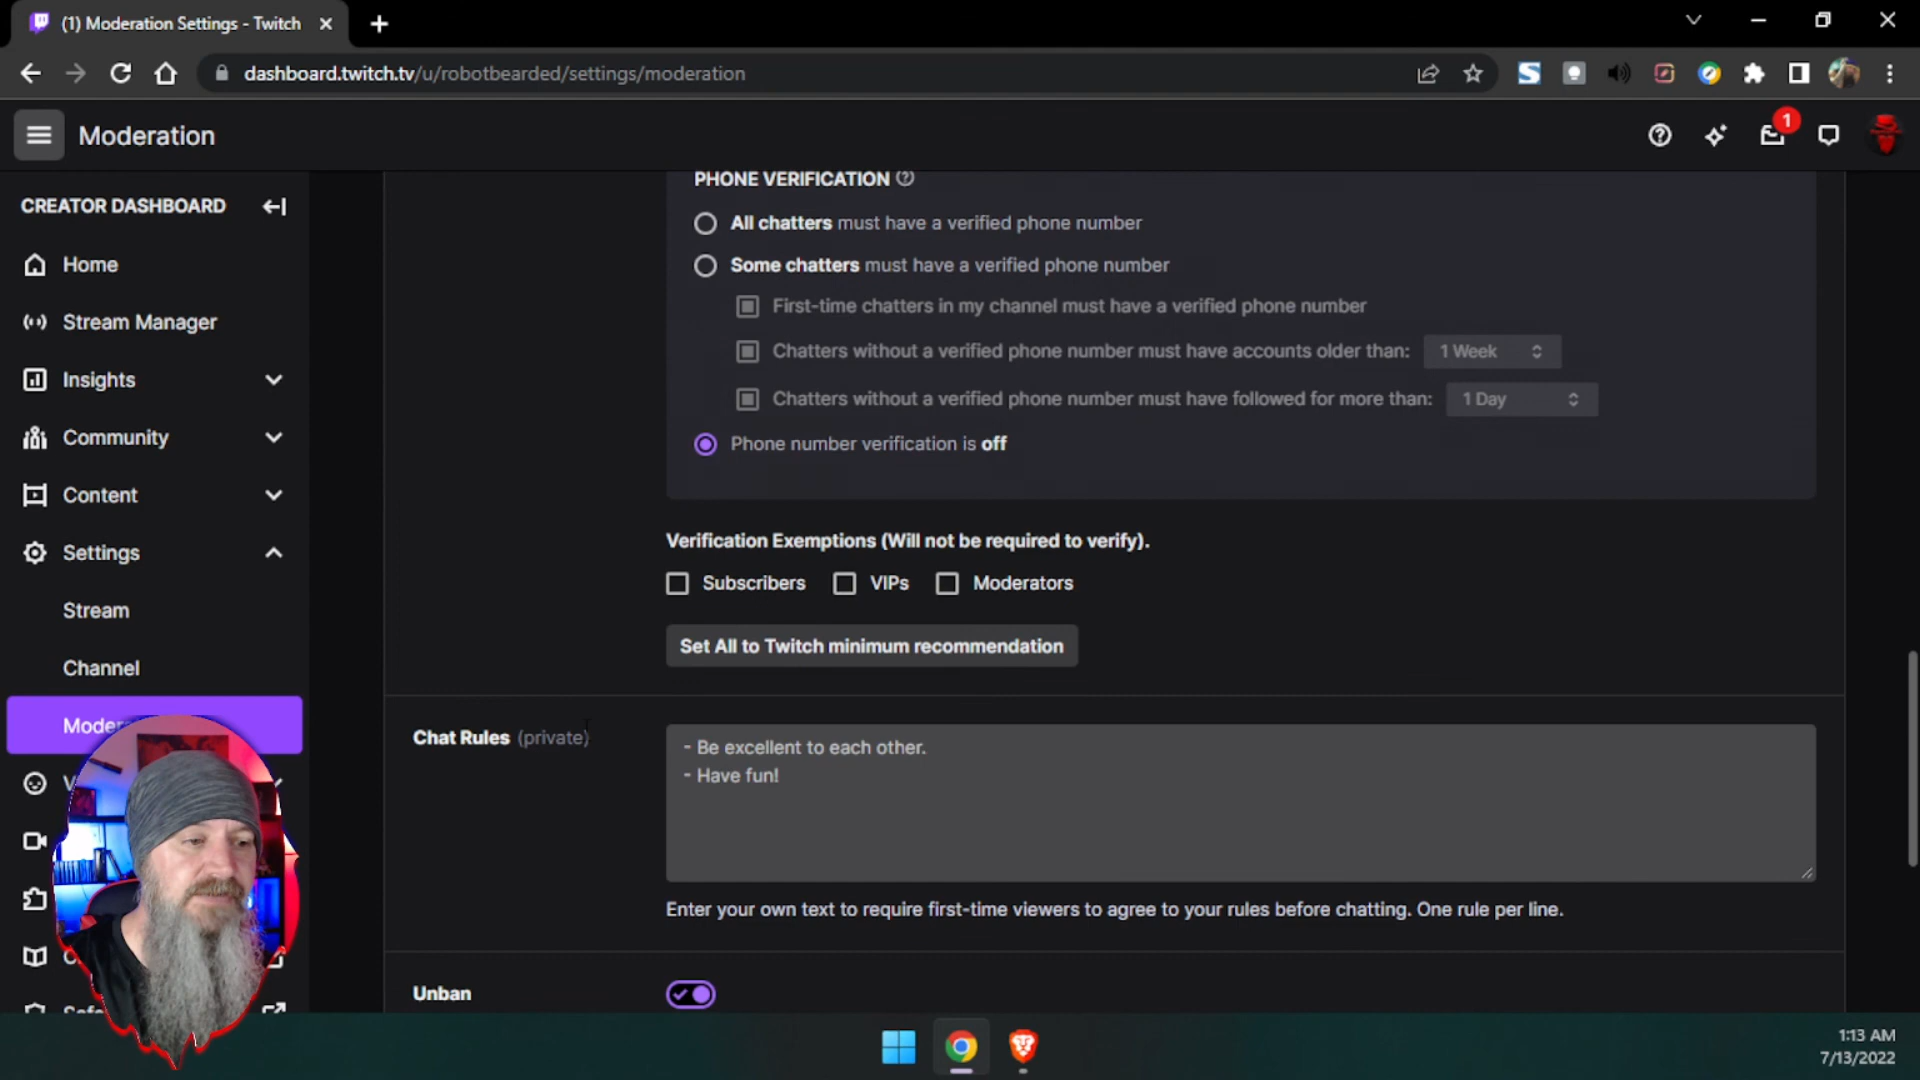 (1) Moderation Settings - Twitch
dashboard.twitch.tv/u/robotbearded/settings/moderation
Moderation
1
CREATOR DASHBOARD
Home
Stream Manager
Insights
Community
Content
Settings
Stream
Channel
PHONE VERIFICATION
All chatters must have a verified phone number
Some chatters must have a verified phone number
First-time chatters in my channel must have a verified phone number
Chatters without a verified phone number must have accounts older than: 1 Week
Chatters without a verified phone number must have followed for more than: 1 Day
Phone number verification is off
Verification Exemptions (Will not be required to verify).
Subscribers VIPs Moderators
Set All to Twitch minimum recommendation
Chat Rules (private)
- Be excellent to each other.
- Have fun!
Enter your own text to require first-time viewers to agree to your rules before chatting. One rule per line.
Unban
1:13 AM
7/13/2022